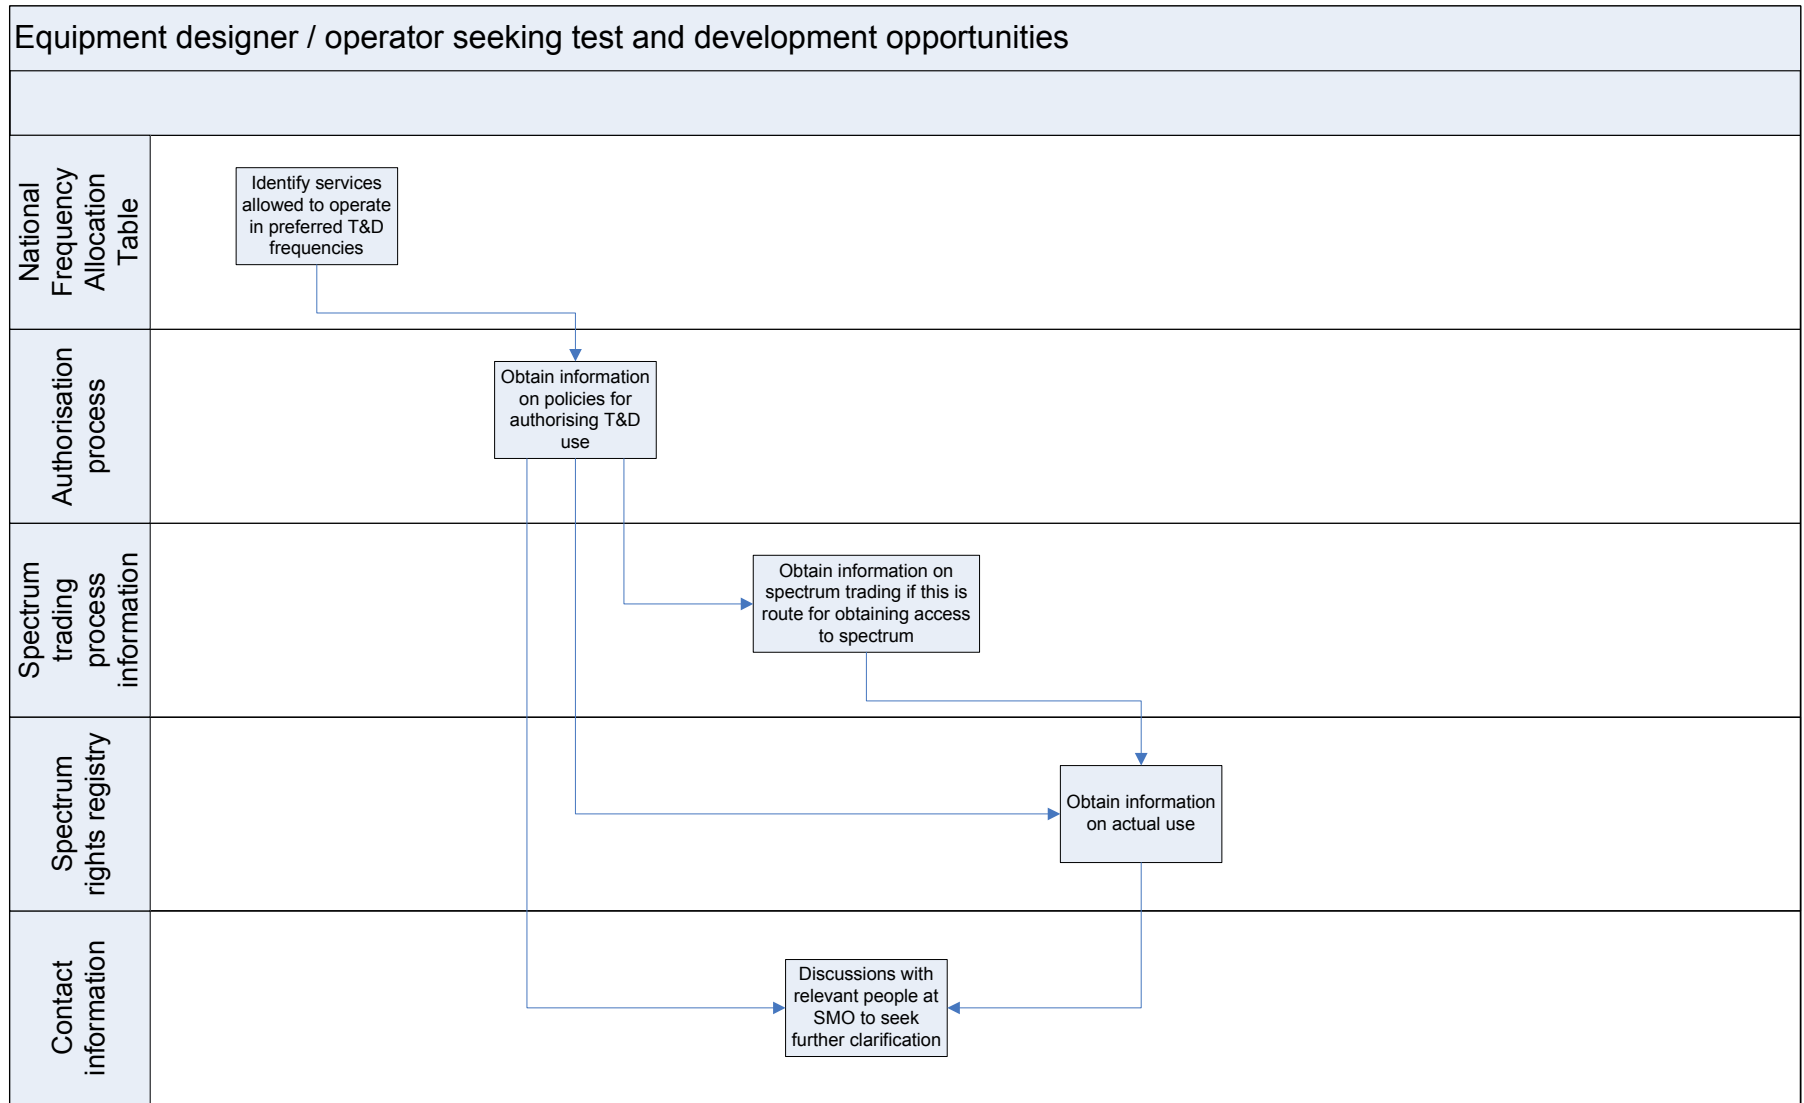 Equipment designer / operator seeking test and development opportunities
National
Frequency
Allocation
Table
Identify services
allowed to operate
in preferred T&D
frequencies
Authorisation
process
Obtain information
on policies for
authorising T&D
use
Spectrum
trading
process
information
Obtain information on
spectrum trading if this is
route for obtaining access
to spectrum
Spectrum
rights registry
Obtain information
on actual use
Contact
information
Discussions with
relevant people at
SMO to seek
further clarification